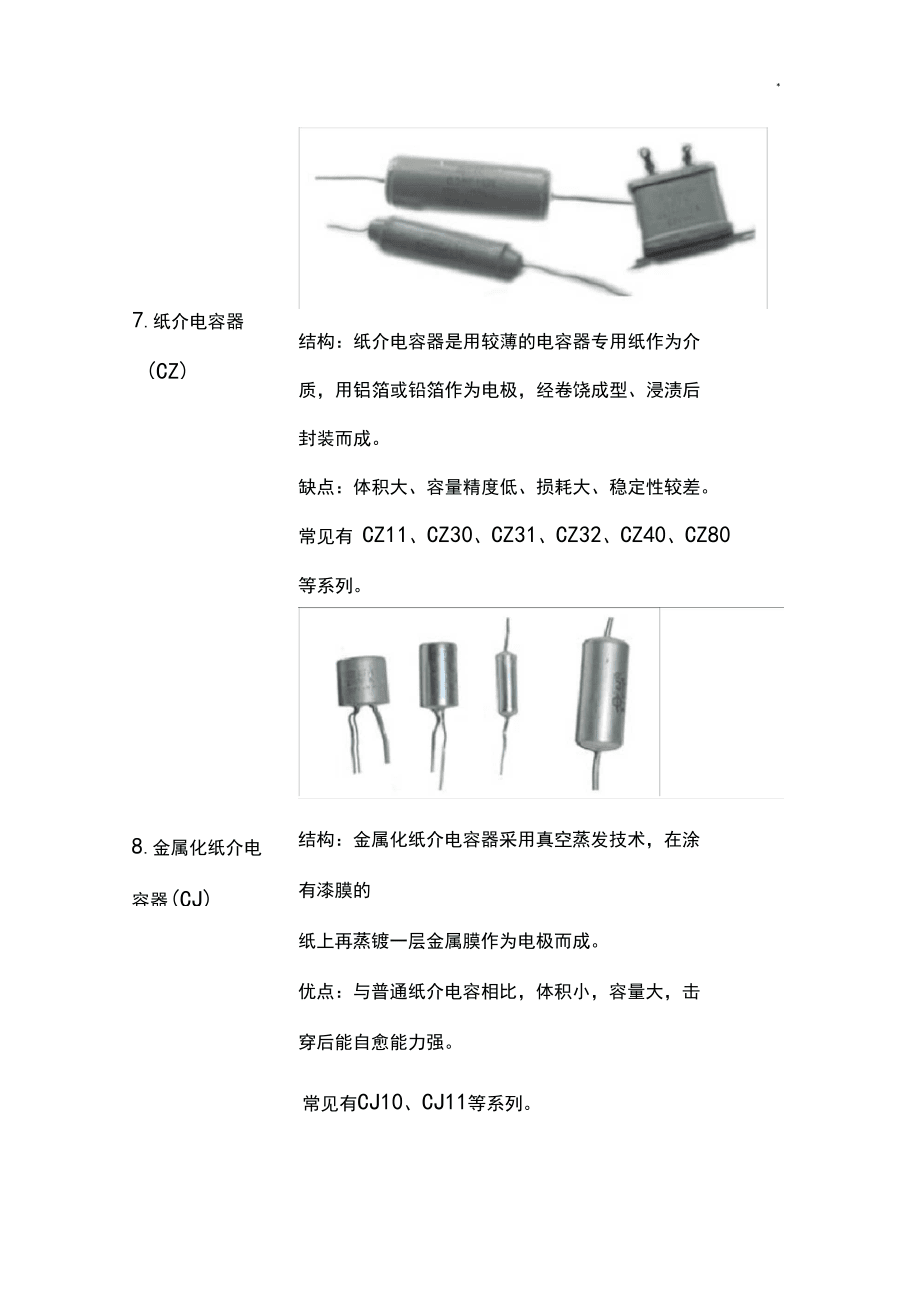 7.纸介电容器
(CZ)
结构：纸介电容器是用较薄的电容器专用纸作为介
质，用铝箔或铅箔作为电极，经卷饶成型、浸渍后
封装而成。
缺点：体积大、容量精度低、损耗大、稳定性较差。
常见有 CZ11、CZ30、CZ31、CZ32、CZ40、CZ80
等系列。
8.金属化纸介电
容器(CJ)
结构：金属化纸介电容器采用真空蒸发技术，在涂
有漆膜的
纸上再蒸镀一层金属膜作为电极而成。
优点：与普通纸介电容相比，体积小，容量大，击
穿后能自愈能力强。
常见有CJ10、CJ11等系列。